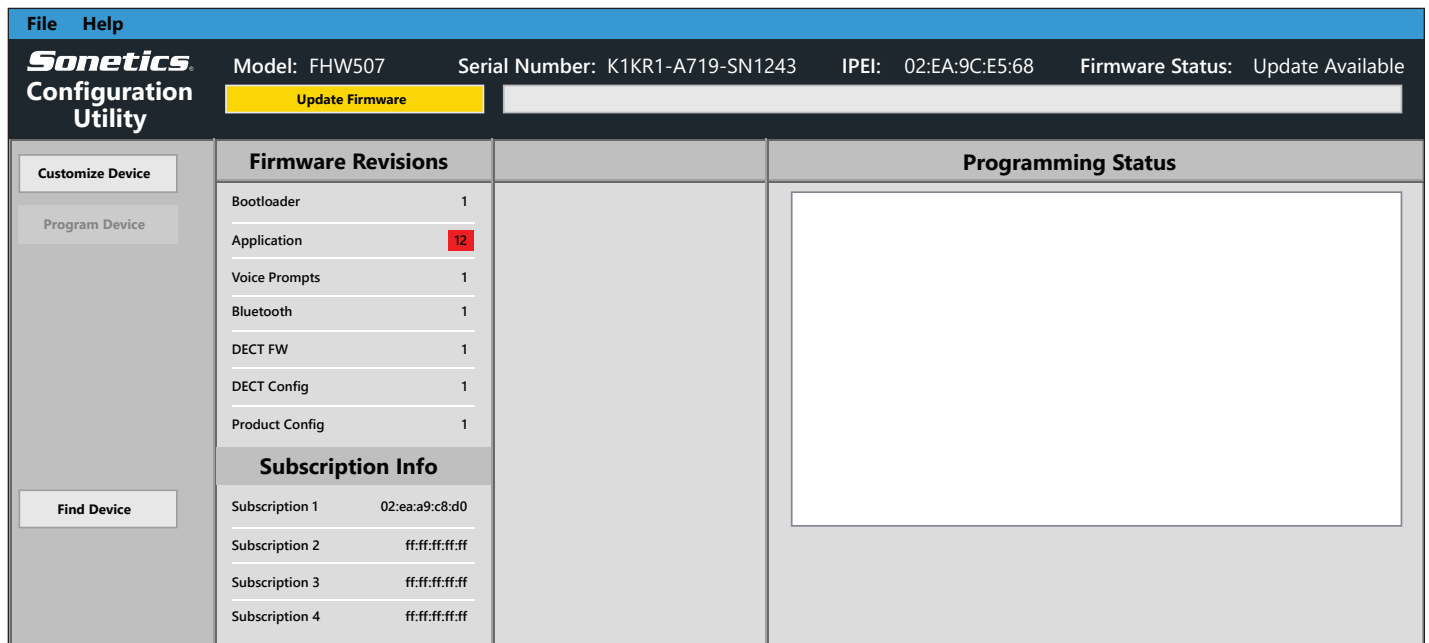 File Help
Sonetics.
Configuration
Utility
Model: FHW507 Serial Number: K1KR1-A719-SN1243 IPEI: 02:EA:9C:E5:68 Firmware Status: Update Available
Update Firmware
Customize Device
Program Device
Find Device
Firmware Revisions
Bootloader 1
Application 12
Voice Prompts 1
Bluetooth 1
DECT FW 1
DECT Config 1
Product Config 1
Subscription Info
Subscription 1 02:ea:a9:c8:d0
Subscription 2 ff:ff:ff:ff:ff
Subscription 3 ff:ff:ff:ff:ff
Subscription 4 ff:ff:ff:ff:ff
Programming Status